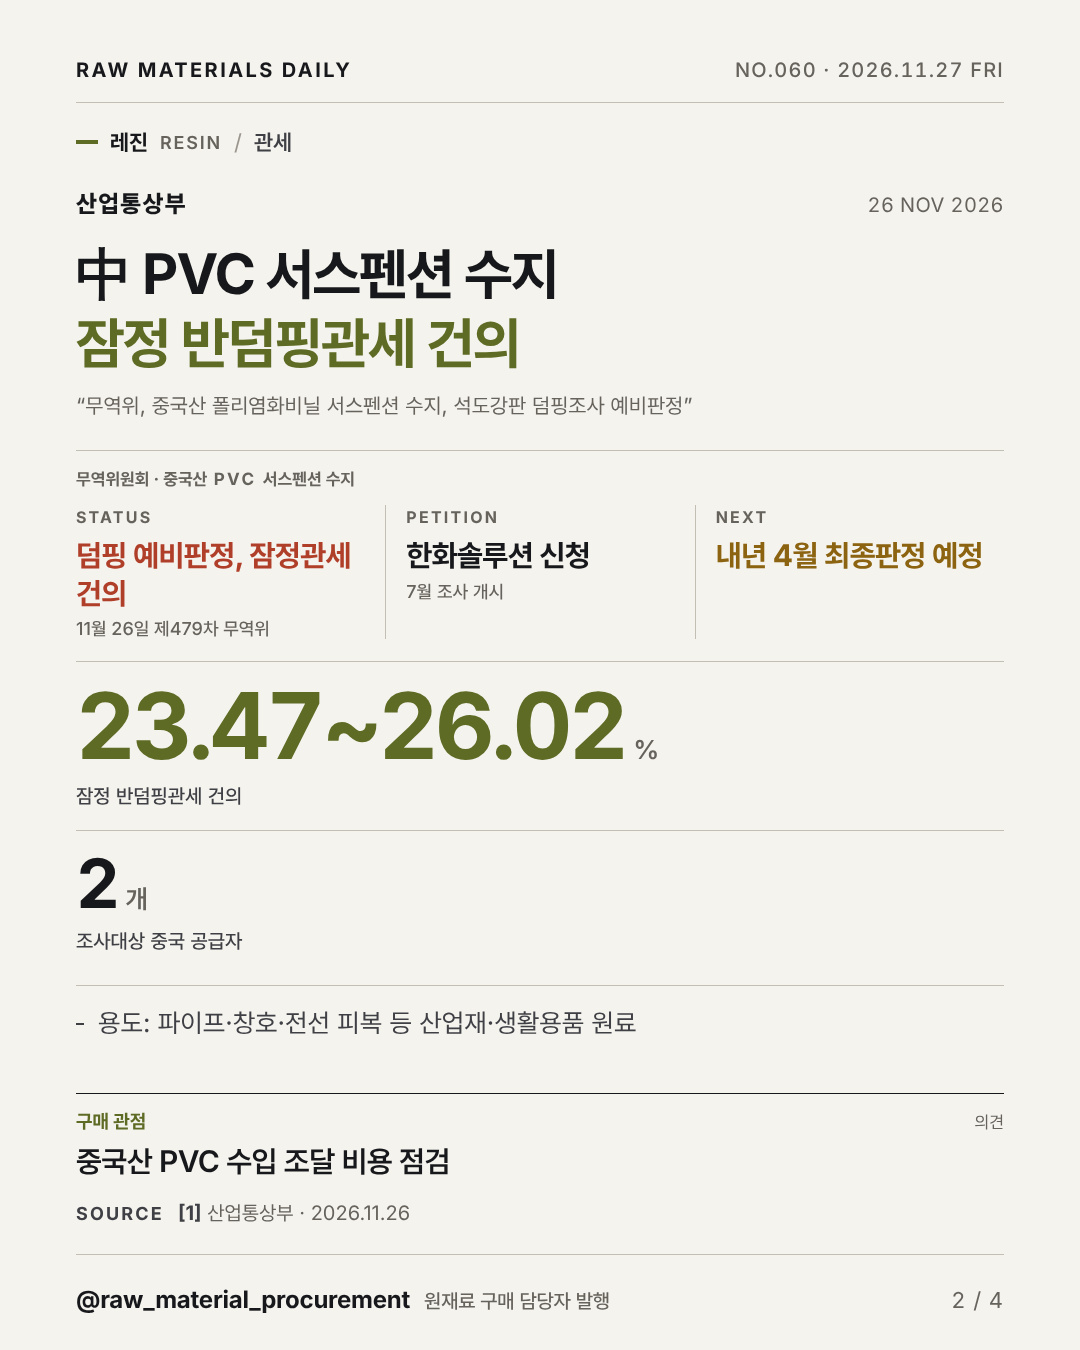 RAW MATERIALS DAILY
NO.060 · 2026.11.27 FRI
레진 RESIN / 관세
산업통상부
26 NOV 2026
中 PVC 서스펜션 수지
잠정 반덤핑관세 건의
“무역위, 중국산 폴리염화비닐 서스펜션 수지, 석도강판 덤핑조사 예비판정”
무역위원회 · 중국산 PVC 서스펜션 수지
STATUS
덤핑 예비판정, 잠정관세
건의
11월 26일 제479차 무역위
PETITION
한화솔루션 신청
7월 조사 개시
NEXT
내년 4월 최종판정 예정
23.47~26.02 %
잠정 반덤핑관세 건의
2 개
조사대상 중국 공급자
- 용도: 파이프·창호·전선 피복 등 산업재·생활용품 원료
구매 관점
의견
중국산 PVC 수입 조달 비용 점검
SOURCE [1] 산업통상부 · 2026.11.26
@raw_material_procurement 원재료 구매 담당자 발행
2 / 4